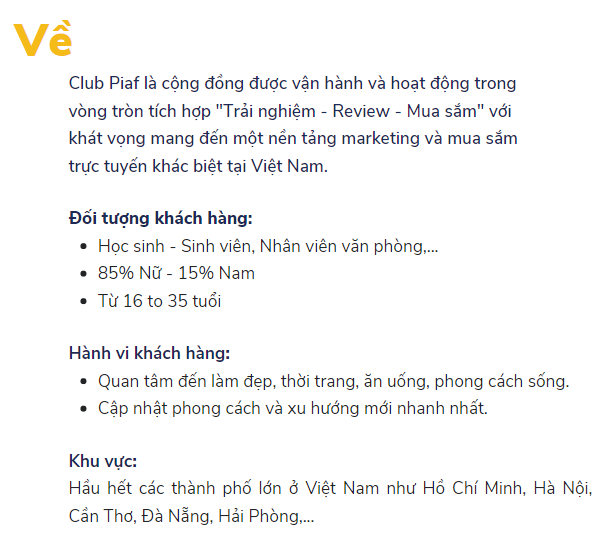 Về
Club Piaf là cộng đồng được vận hành và hoạt động trong
vòng tròn tích hợp "Trải nghiệm - Review - Mua sắm" với
khát vọng mang đến một nền tảng marketing và mua sắm
trực tuyến khác biệt tại Việt Nam.
Đối tượng khách hàng:
• Học sinh - Sinh viên, Nhân viên văn phòng,...
• 85% Nữ - 15% Nam
• Từ 16 to 35 tuổi
Hành vi khách hàng:
• Quan tâm đến làm đẹp, thời trang, ăn uống, phong cách sống.
• Cập nhật phong cách và xu hướng mới nhanh nhất.
Khu vực:
Hầu hết các thành phố lớn ở Việt Nam như Hồ Chí Minh, Hà Nội,
Cần Thơ, Đà Nẵng, Hải Phòng,...